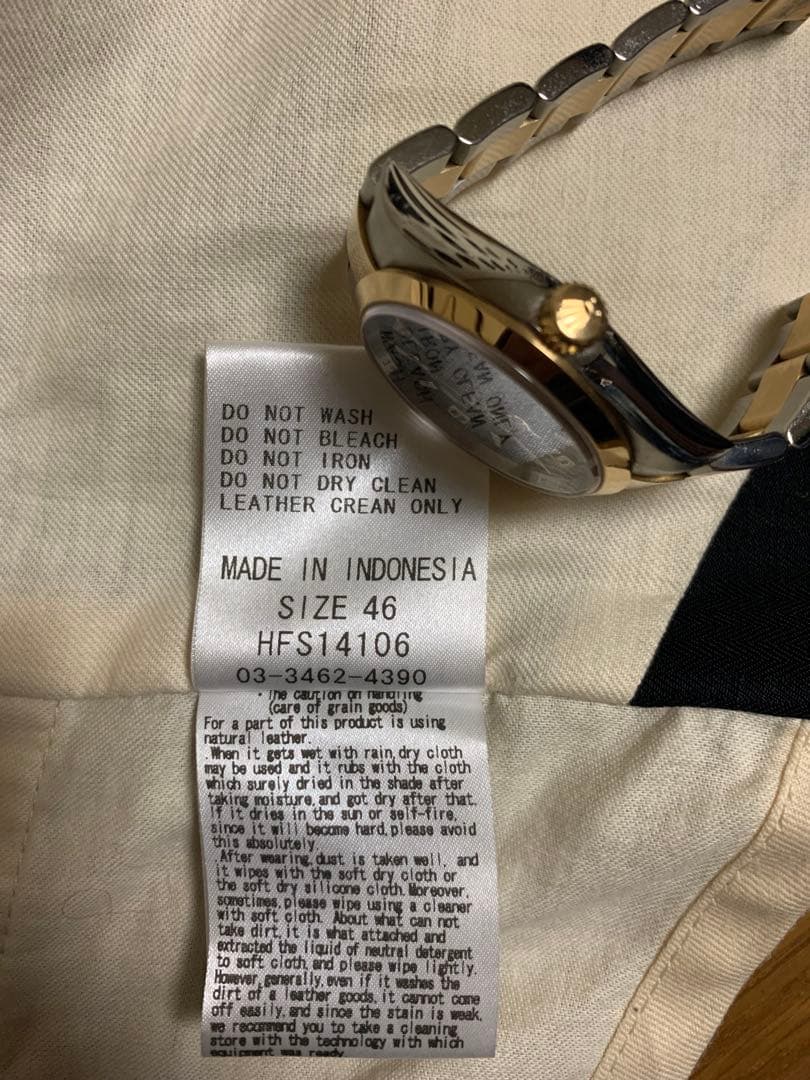 DO NOT WASH
DO NOT BLEACH
DO NOT IRON
DO NOT DRY CLEAN
LEATHER CREAN ONLY
MADE IN INDONESIA
SIZE 46
HFS14106
03-3462-4390
・The caution on handling
(care of grain goods)
For a part of this product is using
natural leather.
.When it gets wet with rain, dry cloth
may be used and it rubs with the cloth
which surely dried in the shade after
taking moisture, and got dry after that.
If it dries in the sun or self-fire,
since it will become hard, please avoid
this absolutely.
.After wearing, dust is taken well, and
it wipes with the soft dry cloth or
the soft dry silicone cloth. Moreover,
sometimes, please wipe using a cleaner
with soft cloth. About what can not
take dirt, it is what attached and
extracted the liquid of neutral detergent
to soft cloth, and please wipe lightly.
However, generally, even if it washes the
dirt of a leather goods, it cannot come
off easily, and since the stain is weak,
we recommend you to take a cleaning
store with the technology with which
equipment was ready.